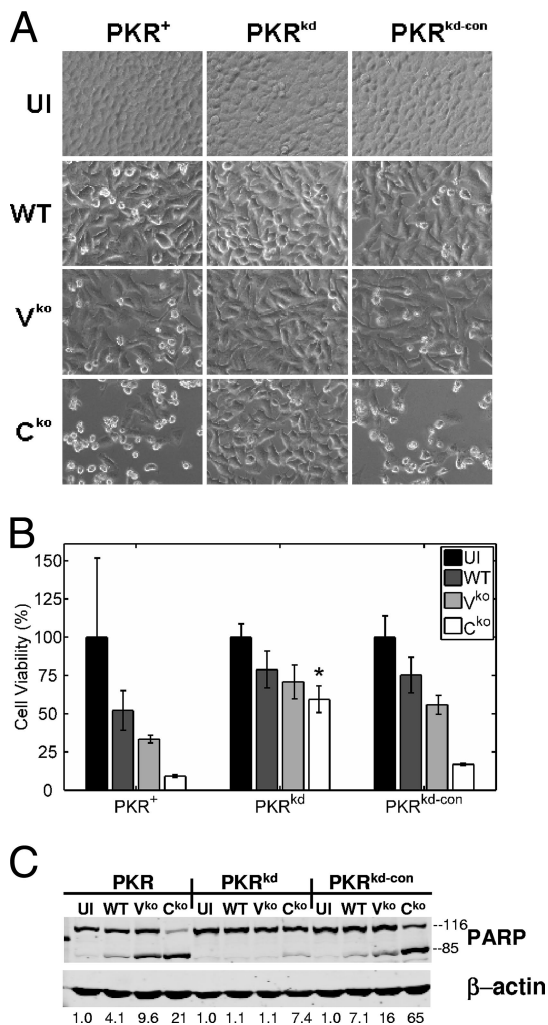 A
PKR+ PKRkd PKRkd-con
UI
WT
Vko
Cko
B
Cell Viability (%)
150
125
100
75
50
25
0
UI
WT
Vko
Cko
*
PKR+ PKRkd PKRkd-con
C
PKR PKRkd PKRkd-con
UI WT Vko Cko UI WT Vko Cko UI WT Vko Cko
--116
PARP
--85
β–actin
1.0 4.1 9.6 21 1.0 1.1 1.1 7.4 1.0 7.1 16 65